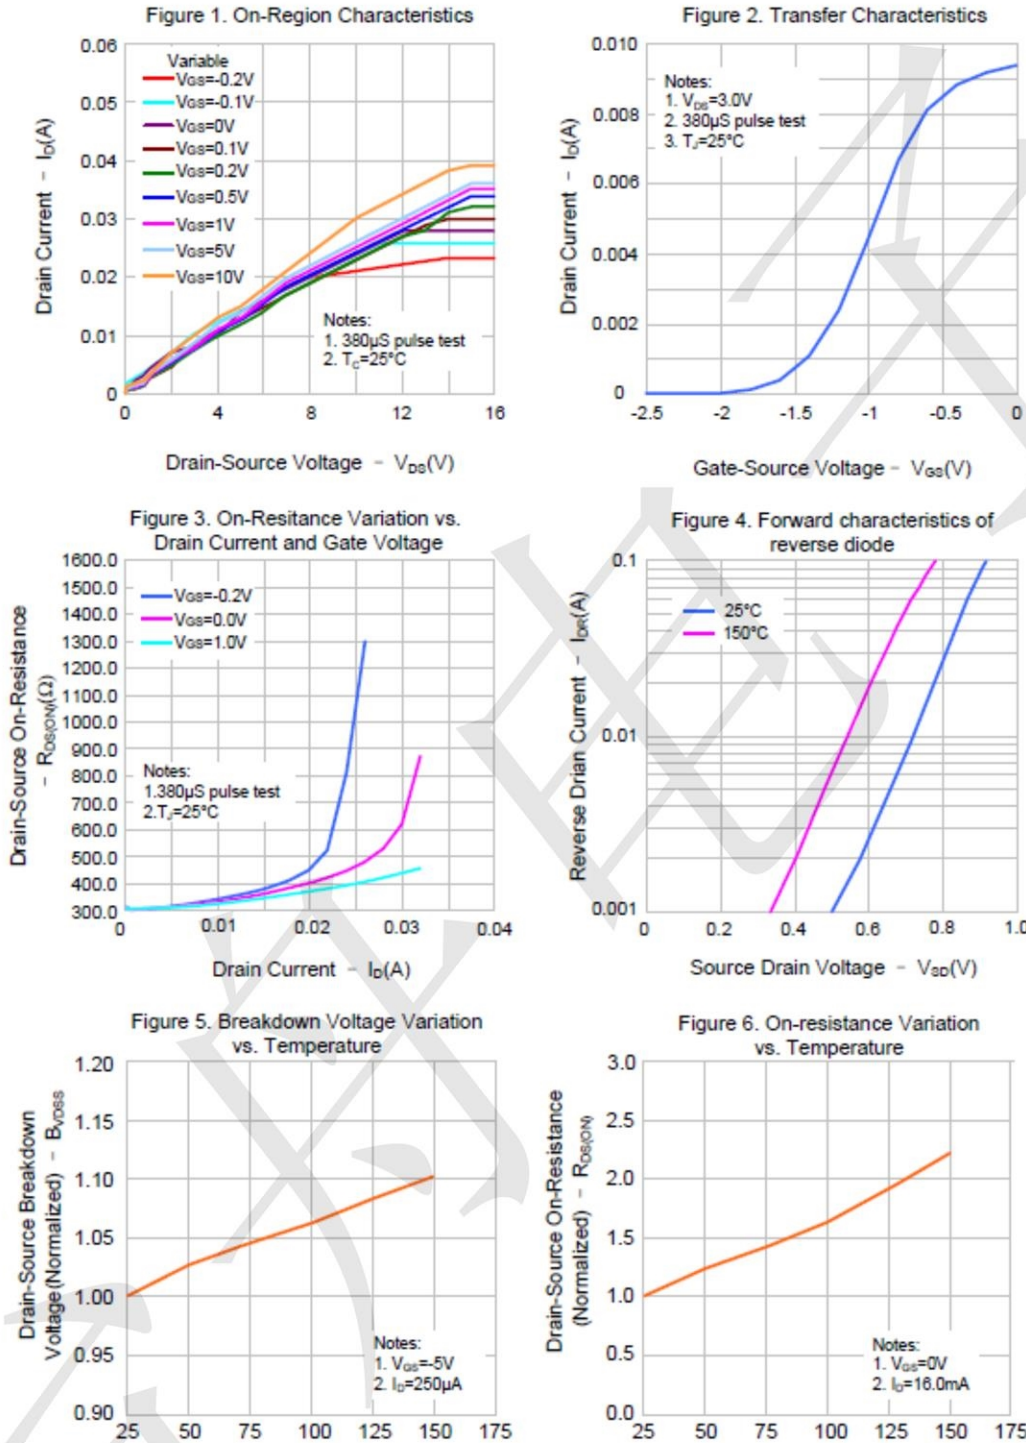 Figure 1. On-Region Characteristics
0.06
0.05
0.04
0.03
0.02
0.01
0
Drain Current - ID(A)
Variable
VGS=-0.2V
VGS=-0.1V
VGS=0V
VGS=0.1V
VGS=0.2V
VGS=0.5V
VGS=1V
VGS=5V
VGS=10V
Notes:
1. 380µS pulse test
2. TC=25°C
0 4 8 12 16
Drain-Source Voltage - VDS(V)
Figure 2. Transfer Characteristics
0.010
0.008
0.006
0.004
0.002
0
Drain Current - ID(A)
Notes:
1. VDS=3.0V
2. 380µS pulse test
3. TJ=25°C
-2.5 -2 -1.5 -1 -0.5 0
Gate-Source Voltage - VGS(V)
Figure 3. On-Resitance Variation vs.
Drain Current and Gate Voltage
1600.0
1500.0
1400.0
1300.0
1200.0
1100.0
1000.0
900.0
800.0
700.0
600.0
500.0
400.0
300.0
Drain-Source On-Resistance
- RDS(ON)(Ω)
VGS=-0.2V
VGS=0.0V
VGS=1.0V
Notes:
1.380µS pulse test
2.TJ=25°C
0 0.01 0.02 0.03 0.04
Drain Current - ID(A)
Figure 4. Forward characteristics of
reverse diode
0.1
0.01
0.001
Reverse Drian Current - IDR(A)
25°C
150°C
0 0.2 0.4 0.6 0.8 1.0
Source Drain Voltage - VSD(V)
Figure 5. Breakdown Voltage Variation
vs. Temperature
1.20
1.15
1.10
1.05
1.00
0.95
0.90
Drain-Source Breakdown
Voltage(Normalized) - BVDSS
Notes:
1. VGS=-5V
2. ID=250µA
25 50 75 100 125 150 175
Figure 6. On-resistance Variation
vs. Temperature
3.0
2.5
2.0
1.5
1.0
0.5
0.0
Drain-Source On-Resistance
(Normalized) - RDS(ON)
Notes:
1. VGS=0V
2. ID=16.0mA
25 50 75 100 125 150 175